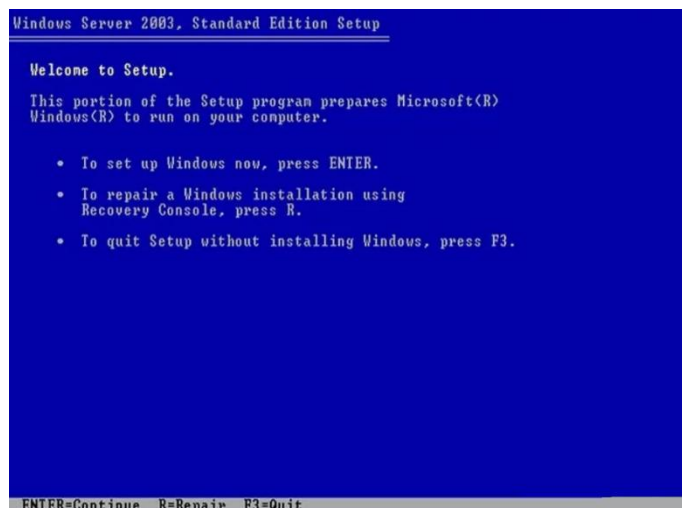 Windows Server 2003, Standard Edition Setup
Welcome to Setup.
This portion of the Setup program prepares Microsoft(R)
Windows(R) to run on your computer.
• To set up Windows now, press ENTER.
• To repair a Windows installation using
Recovery Console, press R.
• To quit Setup without installing Windows, press F3.
ENTER=Continue R=Repair F3=Quit